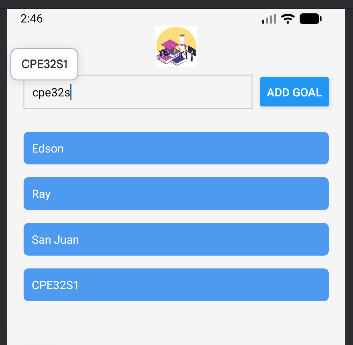 2:46
CPE32S1
cpe32s
ADD GOAL
Edson
Ray
San Juan
CPE32S1